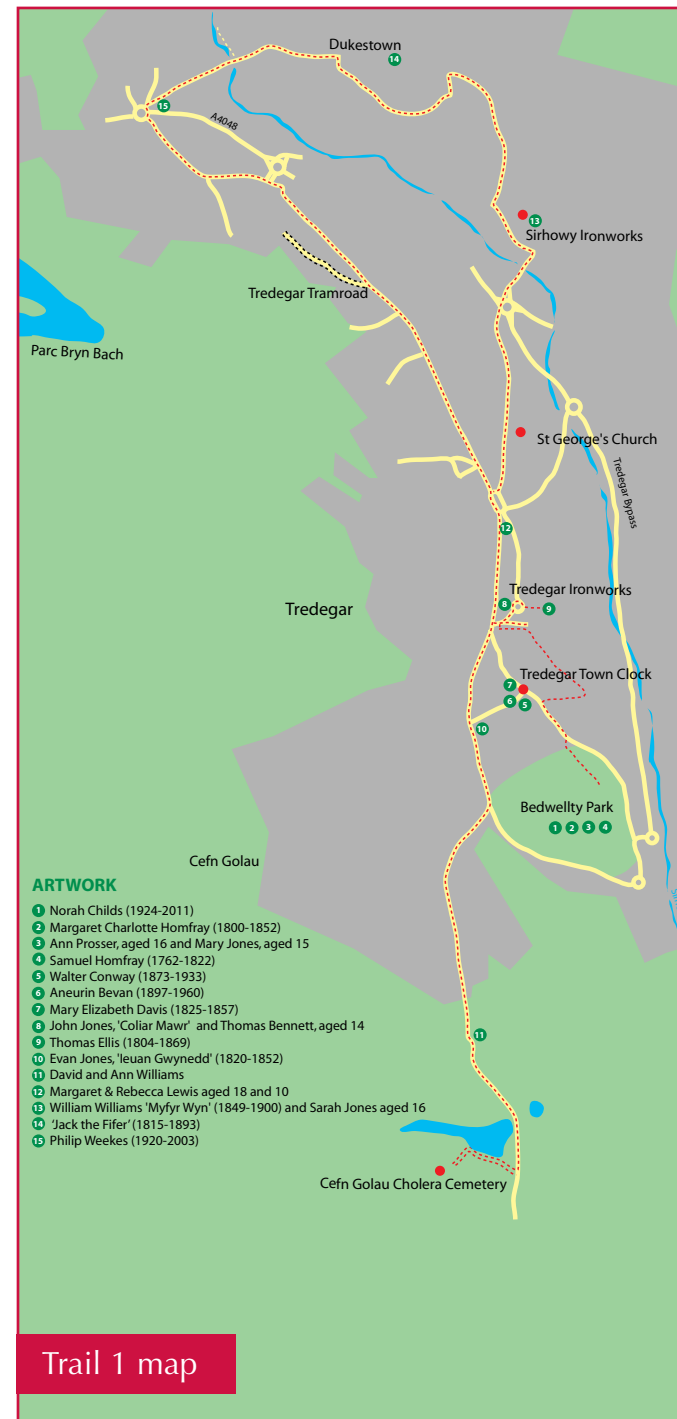 Dukestown
14
15
A4048
13
Sirhowy Ironworks
Tredegar Tramroad
Parc Bryn Bach
St George's Church
Tredegar Bypass
12
Tredegar Ironworks
8
9
Tredegar
Tredegar Town Clock
7
6
5
10
Bedwellty Park
1 2 3 4
Cefn Golau
ARTWORK
1 Norah Childs (1924-2011)
2 Margaret Charlotte Homfray (1800-1852)
3 Ann Prosser, aged 16 and Mary Jones, aged 15
4 Samuel Homfray (1762-1822)
5 Walter Conway (1873-1933)
6 Aneurin Bevan (1897-1960)
7 Mary Elizabeth Davis (1825-1857)
8 John Jones, 'Coliar Mawr' and Thomas Bennett, aged 14
9 Thomas Ellis (1804-1869)
10 Evan Jones, 'Ieuan Gwynedd' (1820-1852)
11 David and Ann Williams
12 Margaret & Rebecca Lewis aged 18 and 10
13 William Williams 'Myfyr Wyn' (1849-1900) and Sarah Jones aged 16
14 'Jack the Fifer' (1815-1893)
15 Philip Weekes (1920-2003)
11
Cefn Golau Cholera Cemetery
Trail 1 map